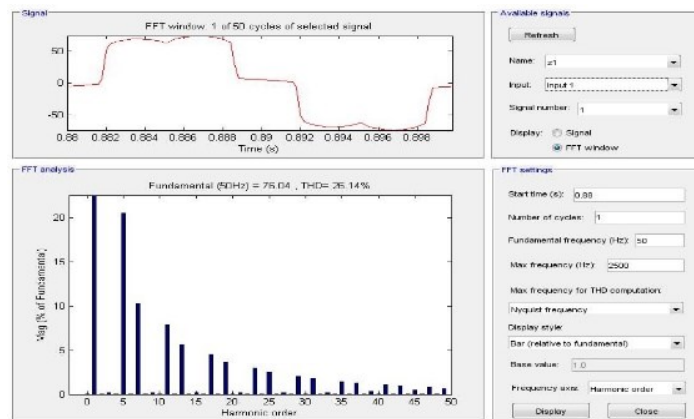 Signal
FFT window: 1 of 50 cycles of selected signal
50
0
-50
0.88 0.882 0.884 0.886 0.888 0.89 0.892 0.894 0.896 0.898
Time (s)
FFT analysis
Fundamental (50Hz) = 76.04 , THD= 26.14%
Mag (% of Fundamental)
20
15
10
5
0
0 5 10 15 20 25 30 35 40 45 50
Harmonic order
Available signals
Refresh
Name: z1
Input: input 1
Signal number: 1
Display: Signal
FFT window
FFT settings
Start time (s): 0.88
Number of cycles: 1
Fundamental frequency (Hz): 50
Max frequency (Hz): 2500
Max frequency for THD computation:
Nyquist frequency
Display style:
Bar (relative to fundamental)
Base value: 1.0
Frequency axis: Harmonic order
Display Close